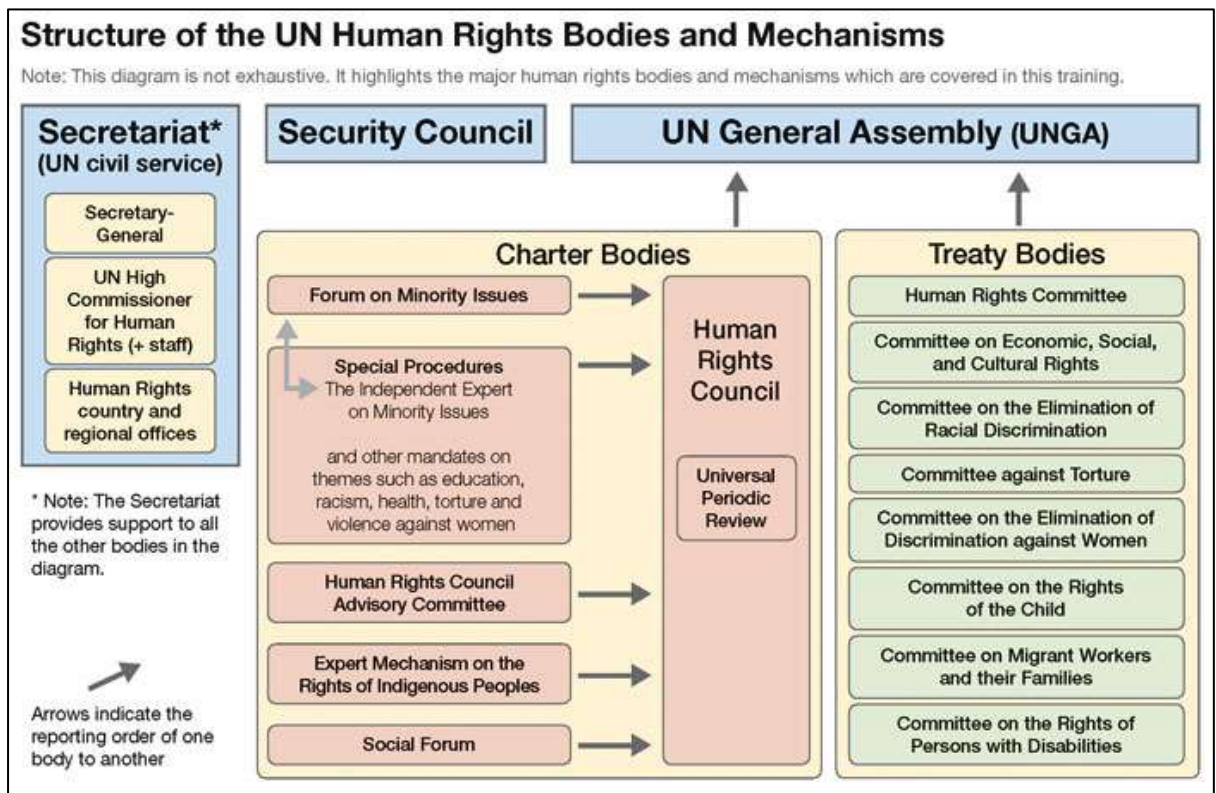 Structure of the UN Human Rights Bodies and Mechanisms
Note: This diagram is not exhaustive. It highlights the major human rights bodies and mechanisms which are covered in this training.
Secretariat*
(UN civil service)
Secretary-
General
UN High
Commissioner
for Human
Rights (+ staff)
Human Rights
country and
regional offices
* Note: The Secretariat
provides support to all
the other bodies in the
diagram.
Arrows indicate the
reporting order of one
body to another
Security Council
UN General Assembly (UNGA)
Charter Bodies
Forum on Minority Issues
Special Procedures
The Independent Expert
on Minority Issues
and other mandates on
themes such as education,
racism, health, torture and
violence against women
Human Rights Council
Advisory Committee
Expert Mechanism on the
Rights of Indigenous Peoples
Social Forum
Human
Rights
Council
Universal
Periodic
Review
Treaty Bodies
Human Rights Committee
Committee on Economic, Social,
and Cultural Rights
Committee on the Elimination of
Racial Discrimination
Committee against Torture
Committee on the Elimination of
Discrimination against Women
Committee on the Rights
of the Child
Committee on Migrant Workers
and their Families
Committee on the Rights of
Persons with Disabilities